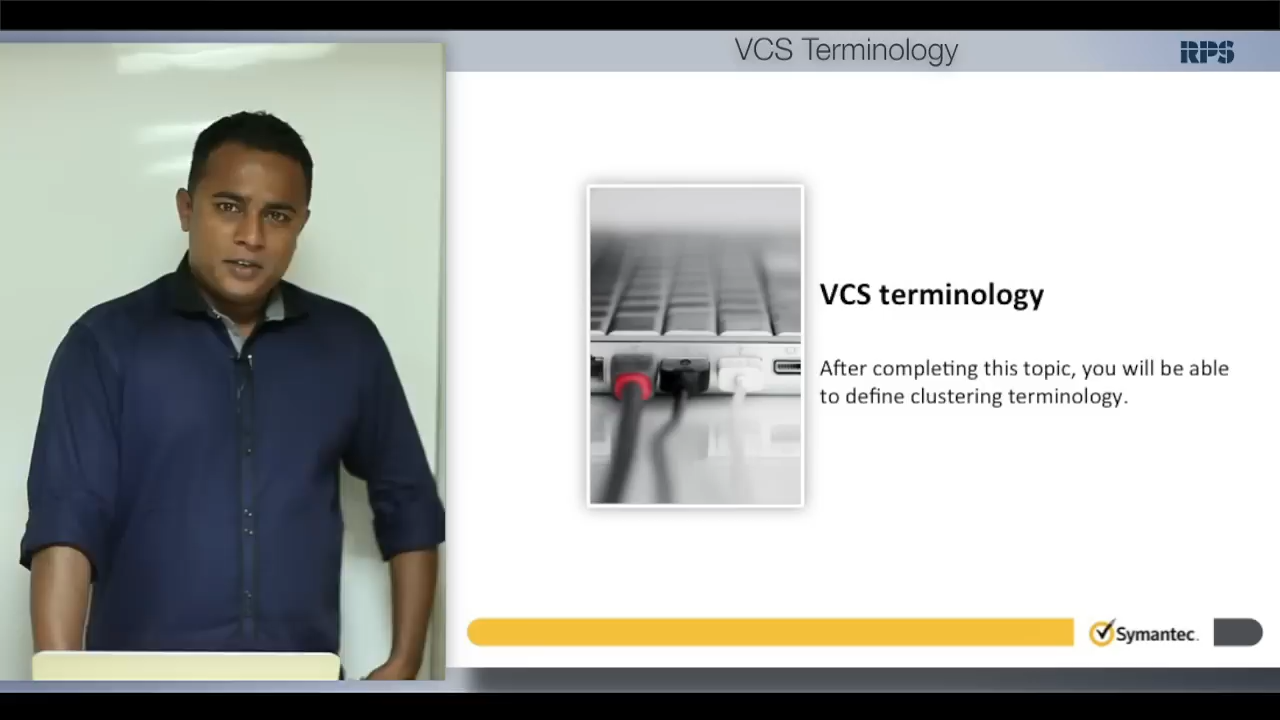 VCS Terminology
RPS
VCS terminology
After completing this topic, you will be able
to define clustering terminology.
Symantec.